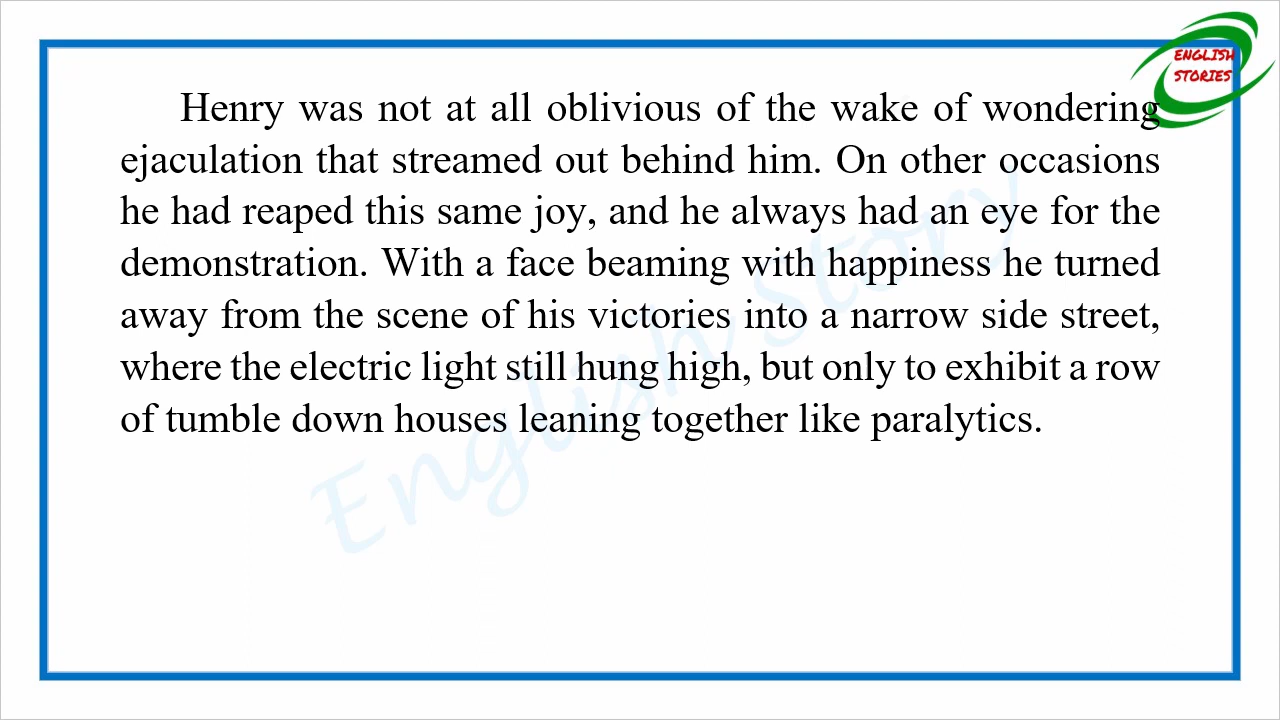 ENGLISH
STORIES
Henry was not at all oblivious of the wake of wondering
ejaculation that streamed out behind him. On other occasions
he had reaped this same joy, and he always had an eye for the
demonstration. With a face beaming with happiness he turned
away from the scene of his victories into a narrow side street,
where the electric light still hung high, but only to exhibit a row
of tumble down houses leaning together like paralytics.
English Story